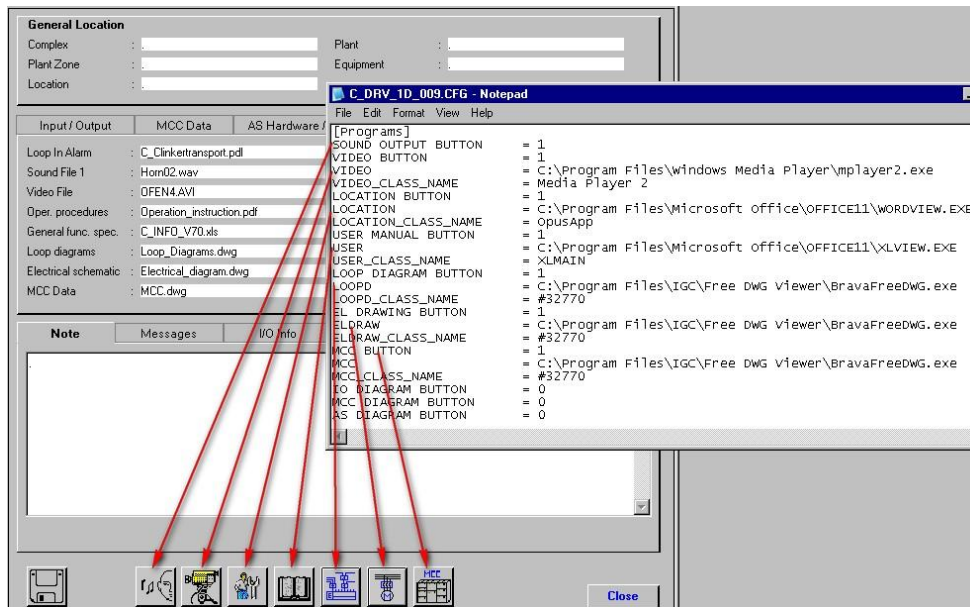 General Location
Complex : . Plant : .
Plant Zone : . Equipment : .
Location : .
Input / Output MCC Data AS Hardware /
Loop In Alarm : C_Clinkertransport.pdl
Sound File 1 : Horn02.wav
Video File : OFEN4.AVI
Oper. procedures : Operation_instruction.pdf
General func. spec. : C_INFO_V70.xls
Loop diagrams : Loop_Diagrams.dwg
Electrical schematic : Electrical_diagram.dwg
MCC Data : MCC.dwg
Note Messages I/O Info
.
C_DRV_1D_009.CFG - Notepad
File Edit Format View Help
[Programs]
SOUND OUTPUT BUTTON = 1
VIDEO BUTTON = 1
VIDEO = C:\Program Files\Windows Media Player\mplayer2.exe
VIDEO_CLASS_NAME = Media Player 2
LOCATION BUTTON = 1
LOCATION = C:\Program Files\Microsoft Office\OFFICE11\WORDVIEW.EXE
LOCATION_CLASS_NAME = OpusApp
USER MANUAL BUTTON = 1
USER = C:\Program Files\Microsoft Office\OFFICE11\XLVIEW.EXE
USER_CLASS_NAME = XLMAIN
LOOP DIAGRAM BUTTON = 1
LOOPD = C:\Program Files\IGC\Free DWG Viewer\BravaFreeDWG.exe
LOOPD_CLASS_NAME = #32770
EL DRAWING BUTTON = 1
ELDRAW = C:\Program Files\IGC\Free DWG Viewer\BravaFreeDWG.exe
ELDRAW_CLASS_NAME = #32770
MCC BUTTON = 1
MCC = C:\Program Files\IGC\Free DWG Viewer\BravaFreeDWG.exe
MCC_CLASS_NAME = #32770
IO DIAGRAM BUTTON = 0
MCC DIAGRAM BUTTON = 0
AS DIAGRAM BUTTON = 0
MCC
M
Close